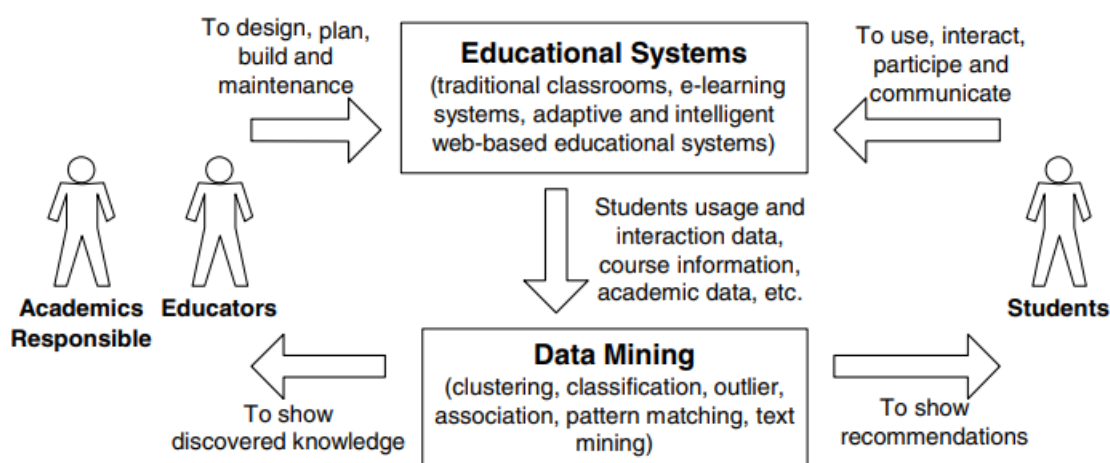 To design, plan,
build and
maintenance
Educational Systems
(traditional classrooms, e-learning
systems, adaptive and intelligent
web-based educational systems)
To use, interact,
participe and
communicate
Students usage and
interaction data,
course information,
academic data, etc.
Academics
Responsible
Educators
Students
Data Mining
(clustering, classification, outlier,
association, pattern matching, text
mining)
To show
discovered knowledge
To show
recommendations